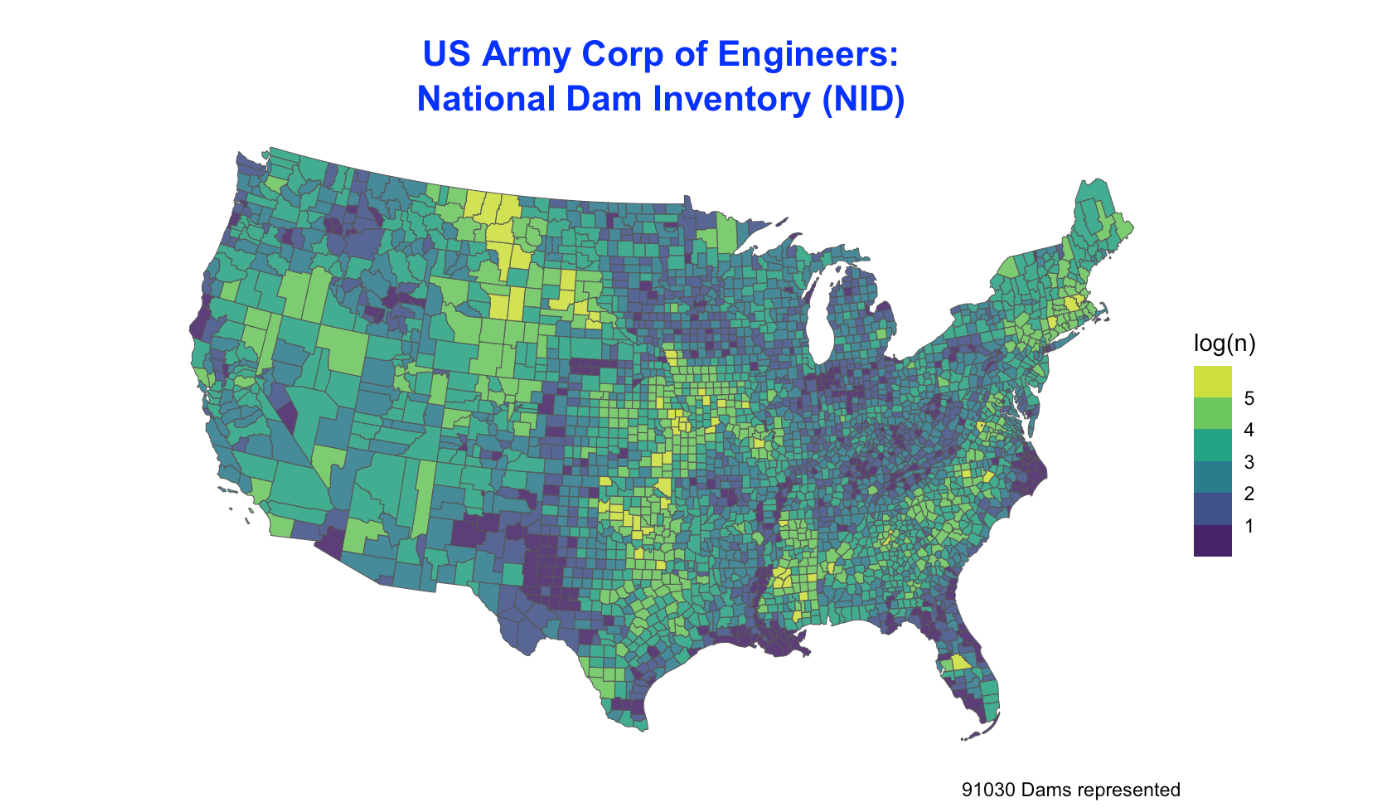 US Army Corp of Engineers:
National Dam Inventory (NID)
log(n)
5
4
3
2
1
91030 Dams represented